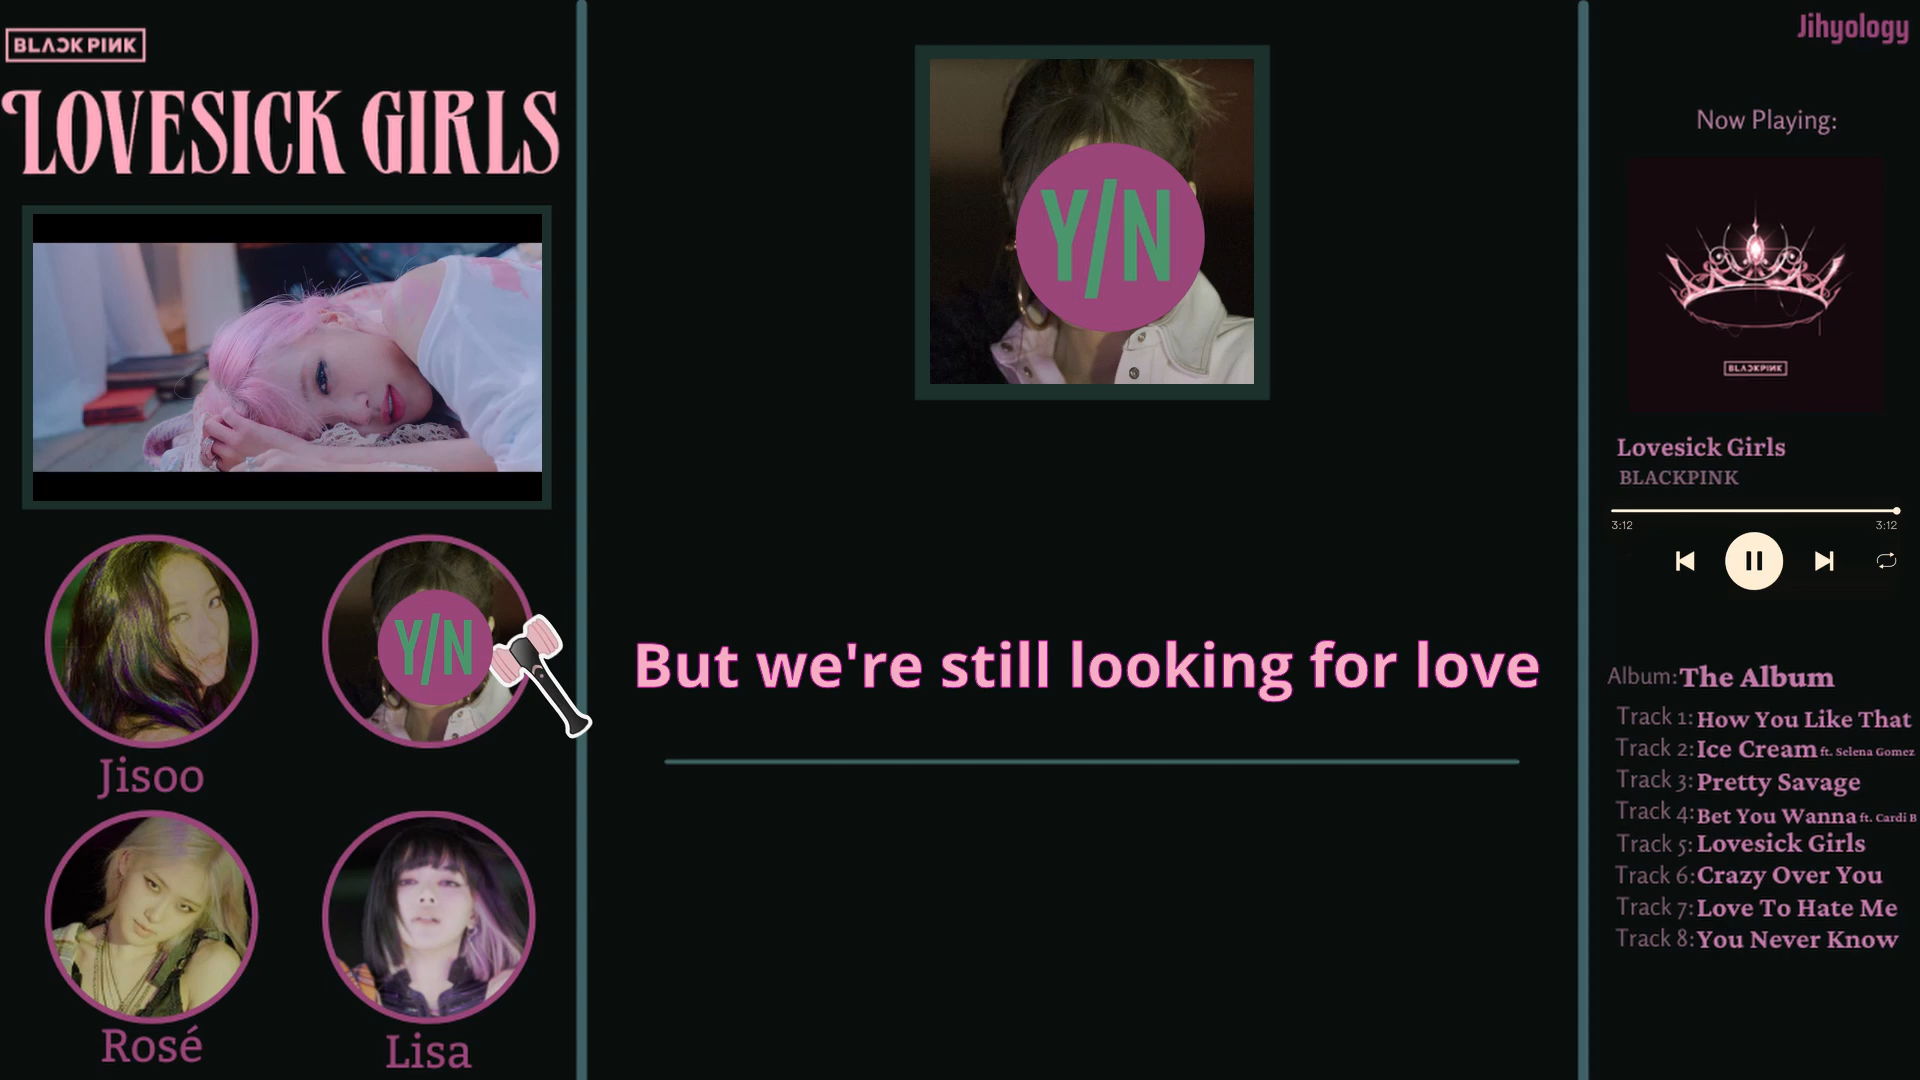 BLACKPINK
LOVESICK GIRLS
Y/N
Jisoo
Rosé
Lisa
Y/N
But we're still looking for love
Jihyology
Now Playing:
BLACKPINK
Lovesick Girls
BLACKPINK
3:12
3:12
Album: The Album
Track 1: How You Like That
Track 2: Ice Cream ft. Selena Gomez
Track 3: Pretty Savage
Track 4: Bet You Wanna ft. Cardi B
Track 5: Lovesick Girls
Track 6: Crazy Over You
Track 7: Love To Hate Me
Track 8: You Never Know